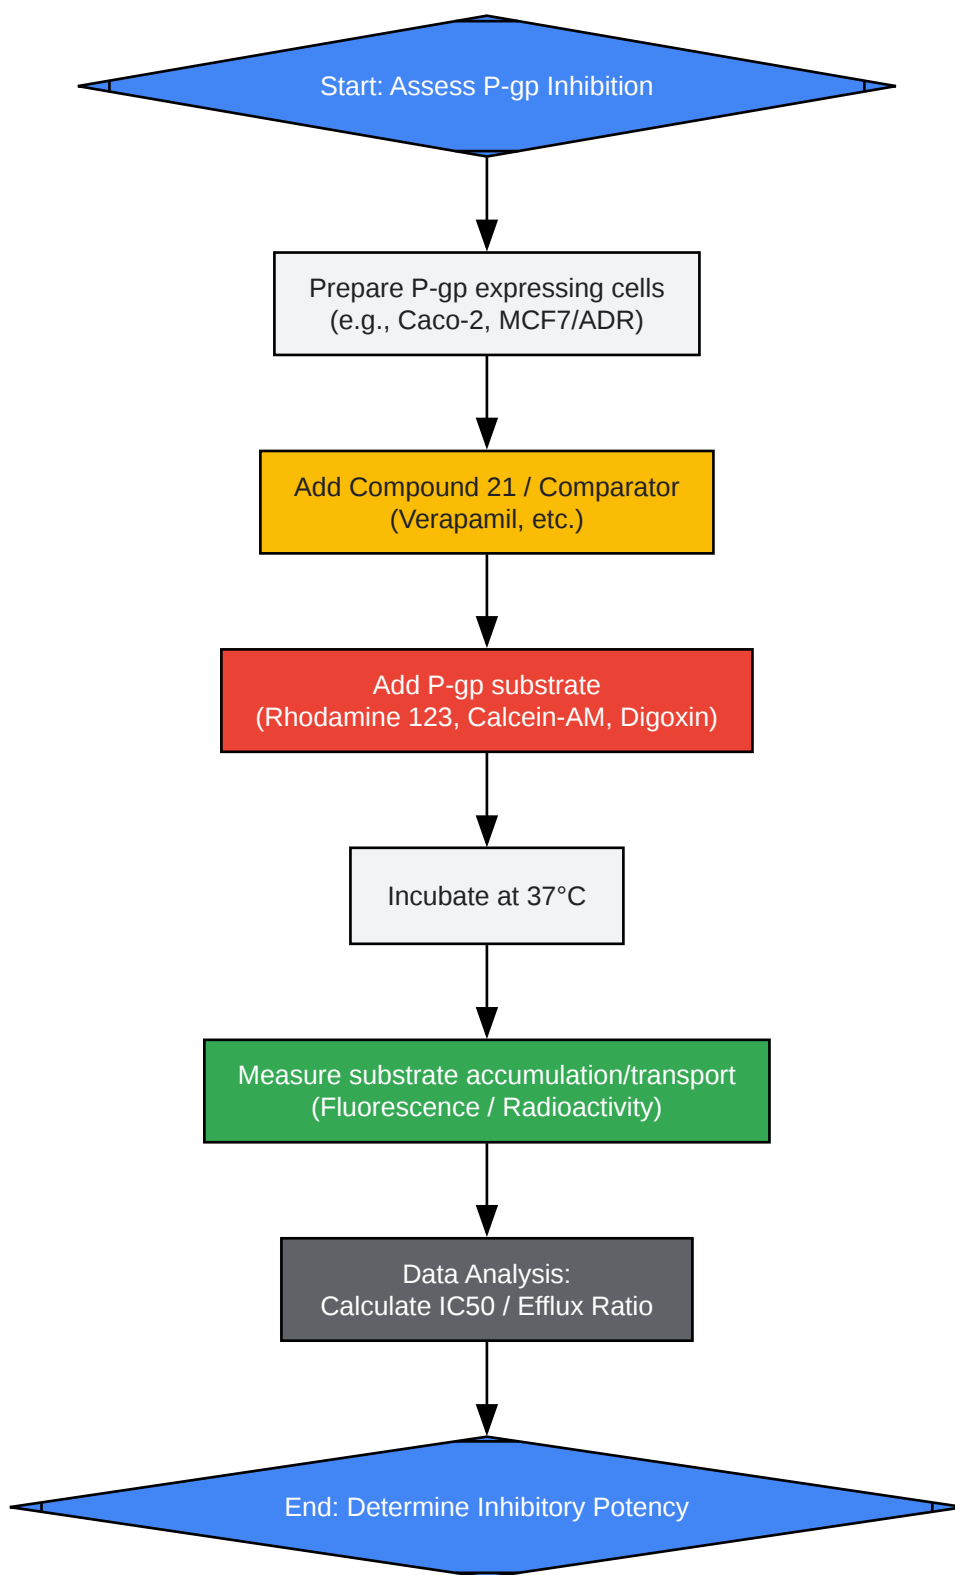 Start: Assess P-gp Inhibition
Prepare P-gp expressing cells
(e.g., Caco-2, MCF7/ADR)
Add Compound 21 / Comparator
(Verapamil, etc.)
Add P-gp substrate
(Rhodamine 123, Calcein-AM, Digoxin)
Incubate at 37°C
Measure substrate accumulation/transport
(Fluorescence / Radioactivity)
Data Analysis:
Calculate IC50 / Efflux Ratio
End: Determine Inhibitory Potency